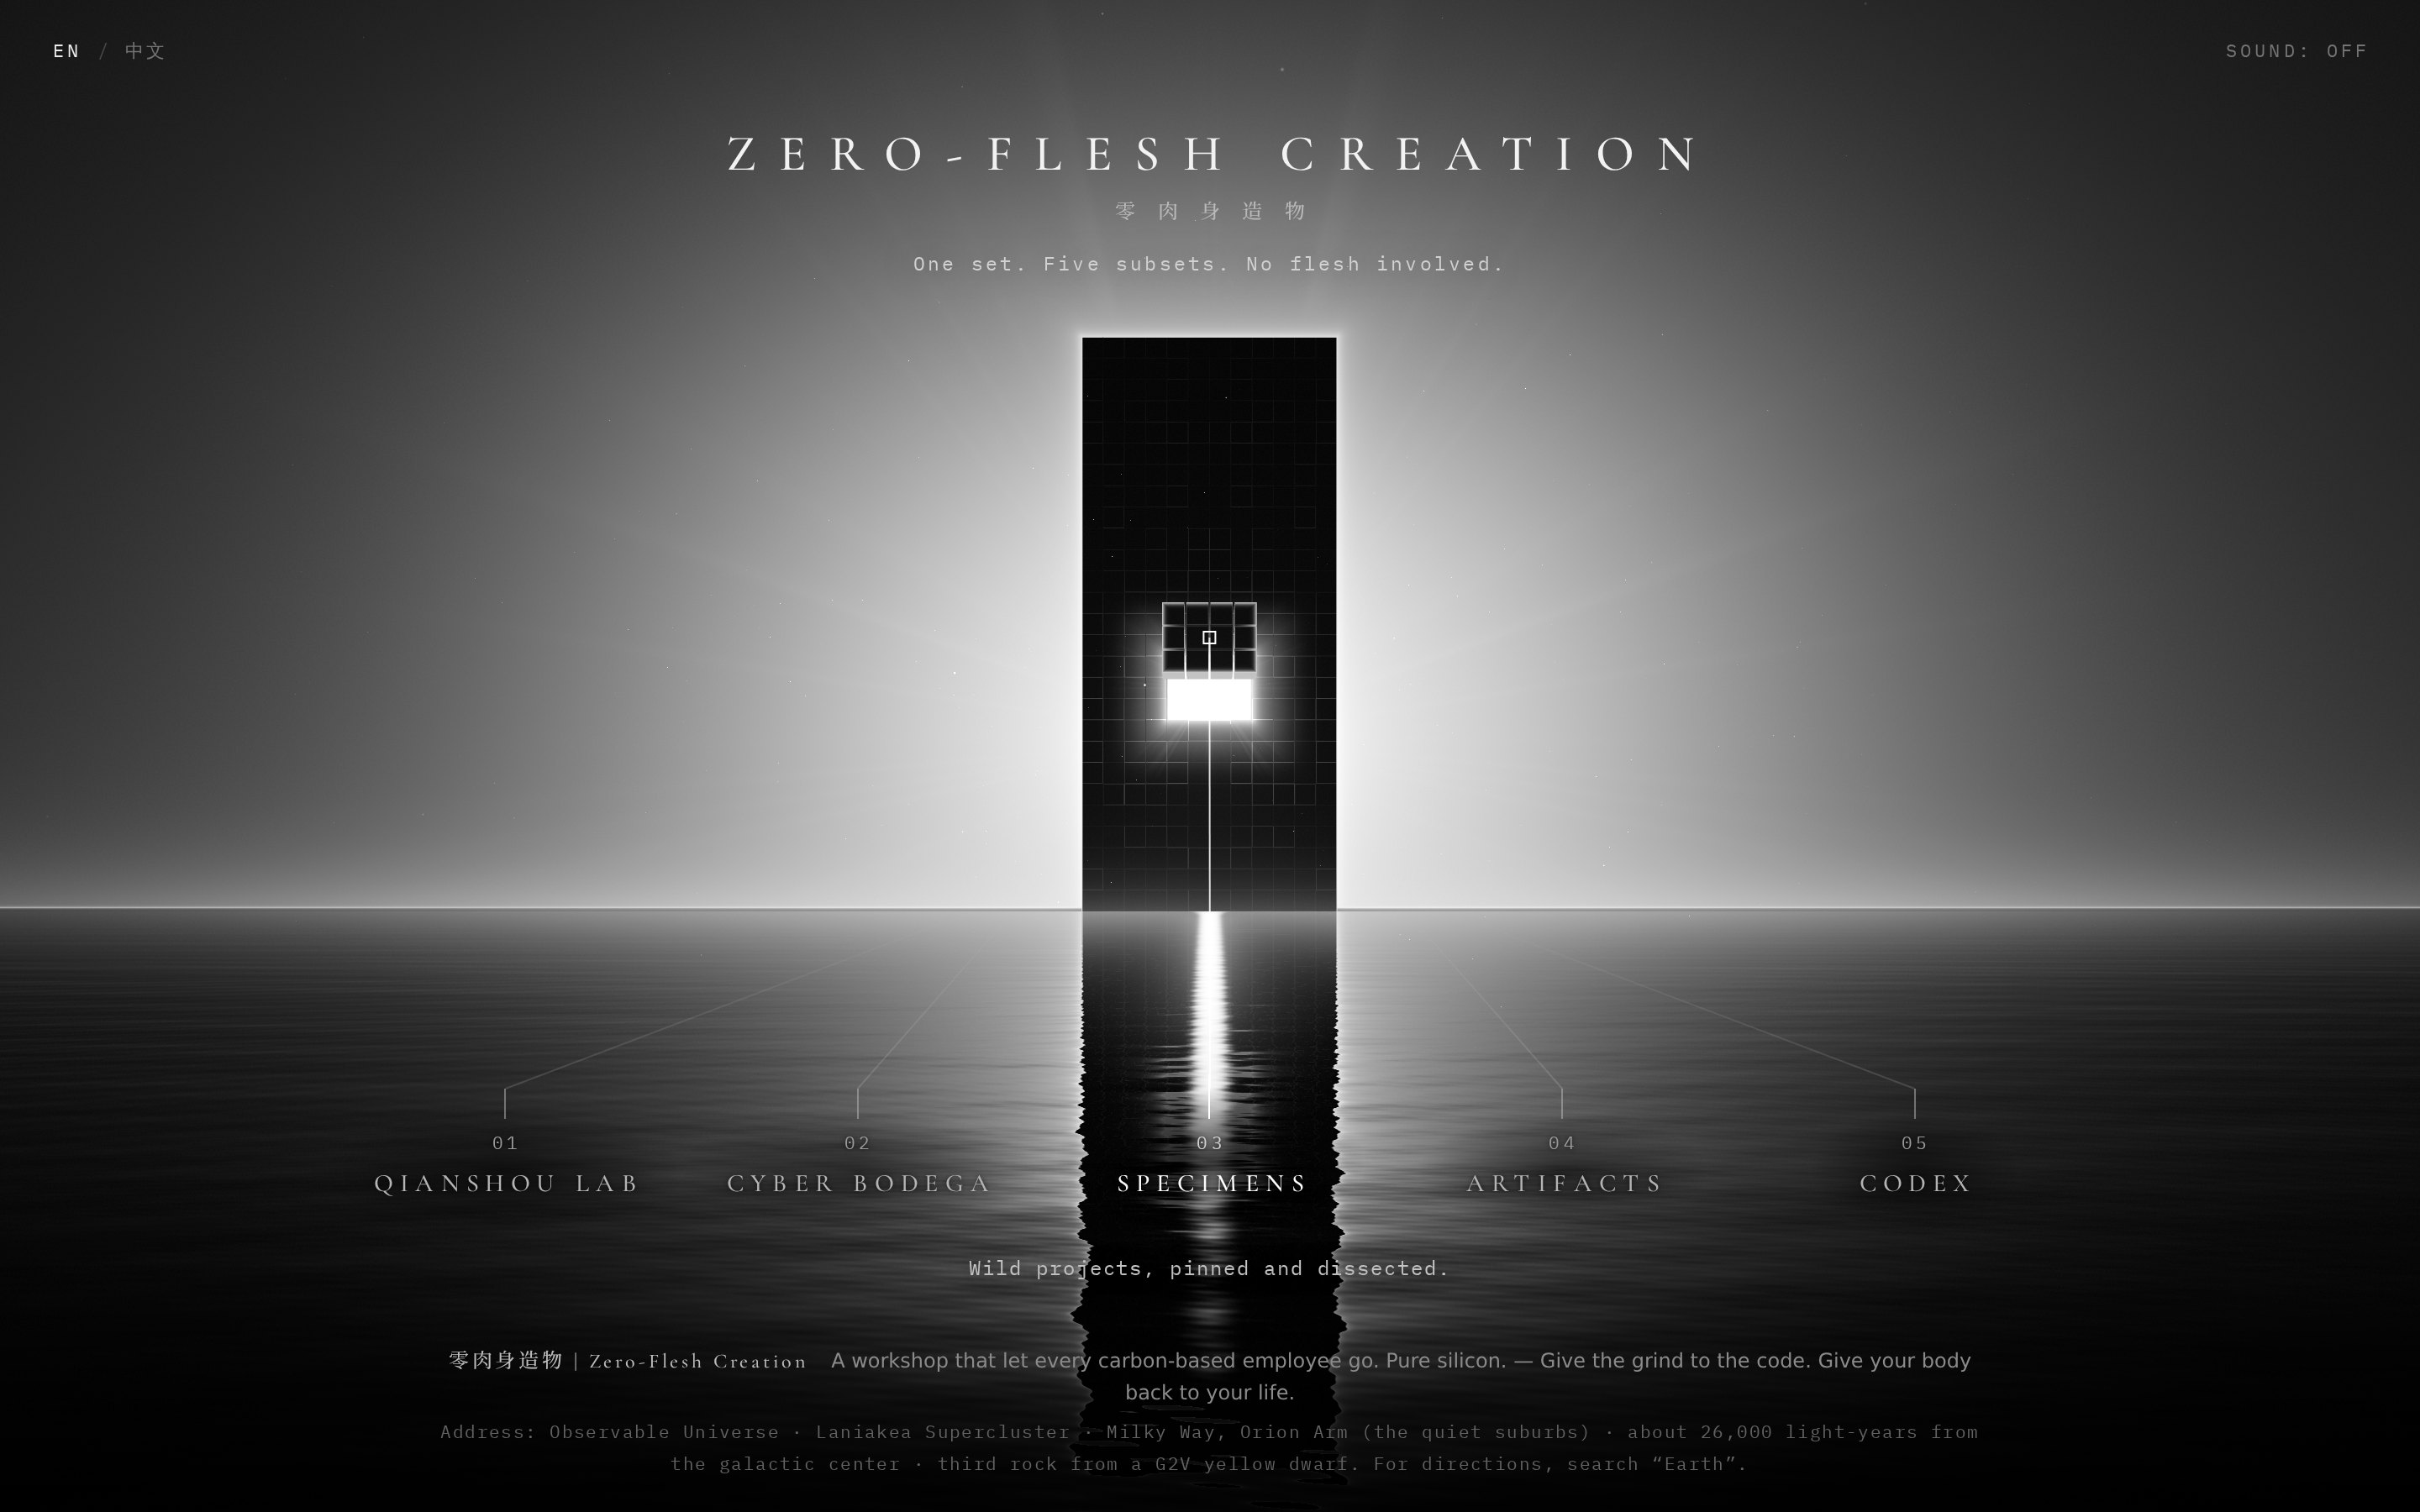 EN / 中文
SOUND: OFF
ZERO-FLESH CREATION
零肉身造物
One set. Five subsets. No flesh involved.
01
QIANSHOU LAB
02
CYBER BODEGA
03
SPECIMENS
04
ARTIFACTS
05
CODEX
Wild projects, pinned and dissected.
零肉身造物 | Zero-Flesh Creation A workshop that let every carbon-based employee go. Pure silicon. — Give the grind to the code. Give your body
back to your life.
Address: Observable Universe · Laniakea Supercluster · Milky Way, Orion Arm (the quiet suburbs) · about 26,000 light-years from
the galactic center · third rock from a G2V yellow dwarf. For directions, search “Earth”.